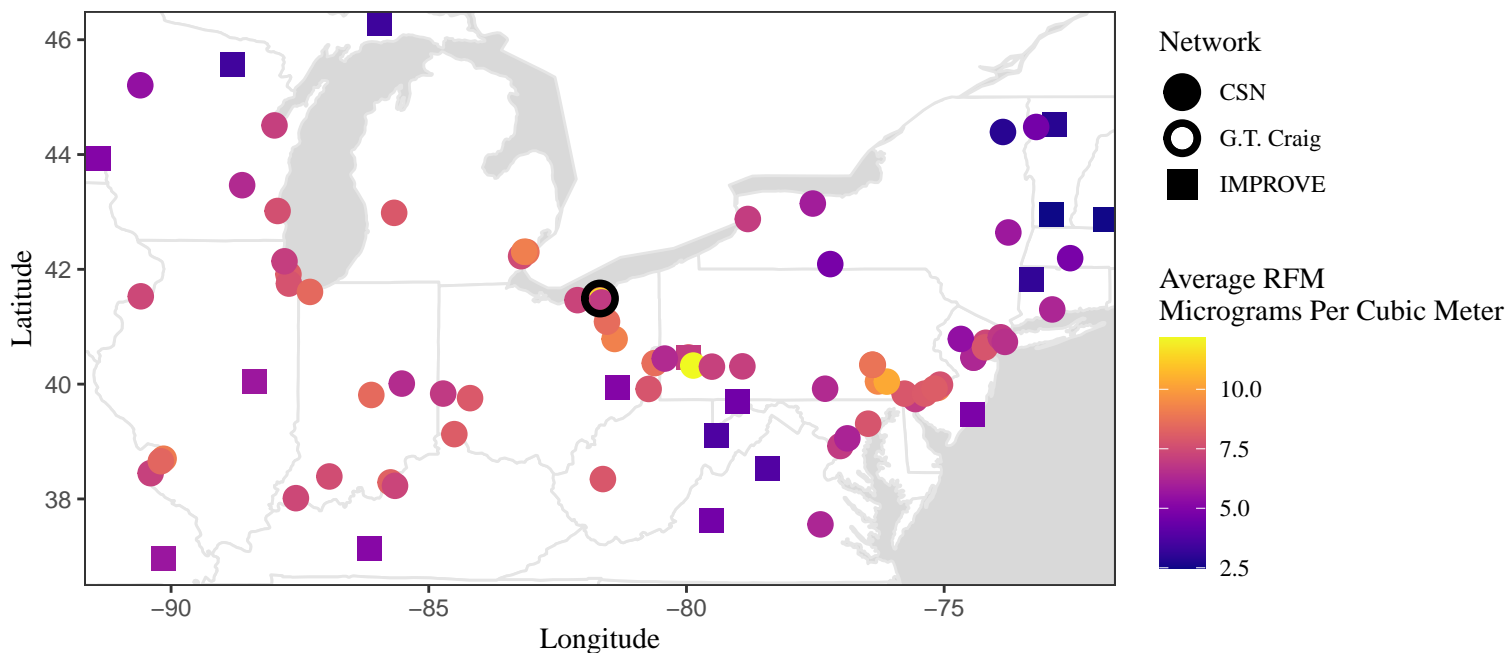 46
44
42
40
38
−90
−85
−80
−75
Longitude
Latitude
Network
CSN
G.T. Craig
IMPROVE
Average RFM
Micrograms Per Cubic Meter
10.0
7.5
5.0
2.5